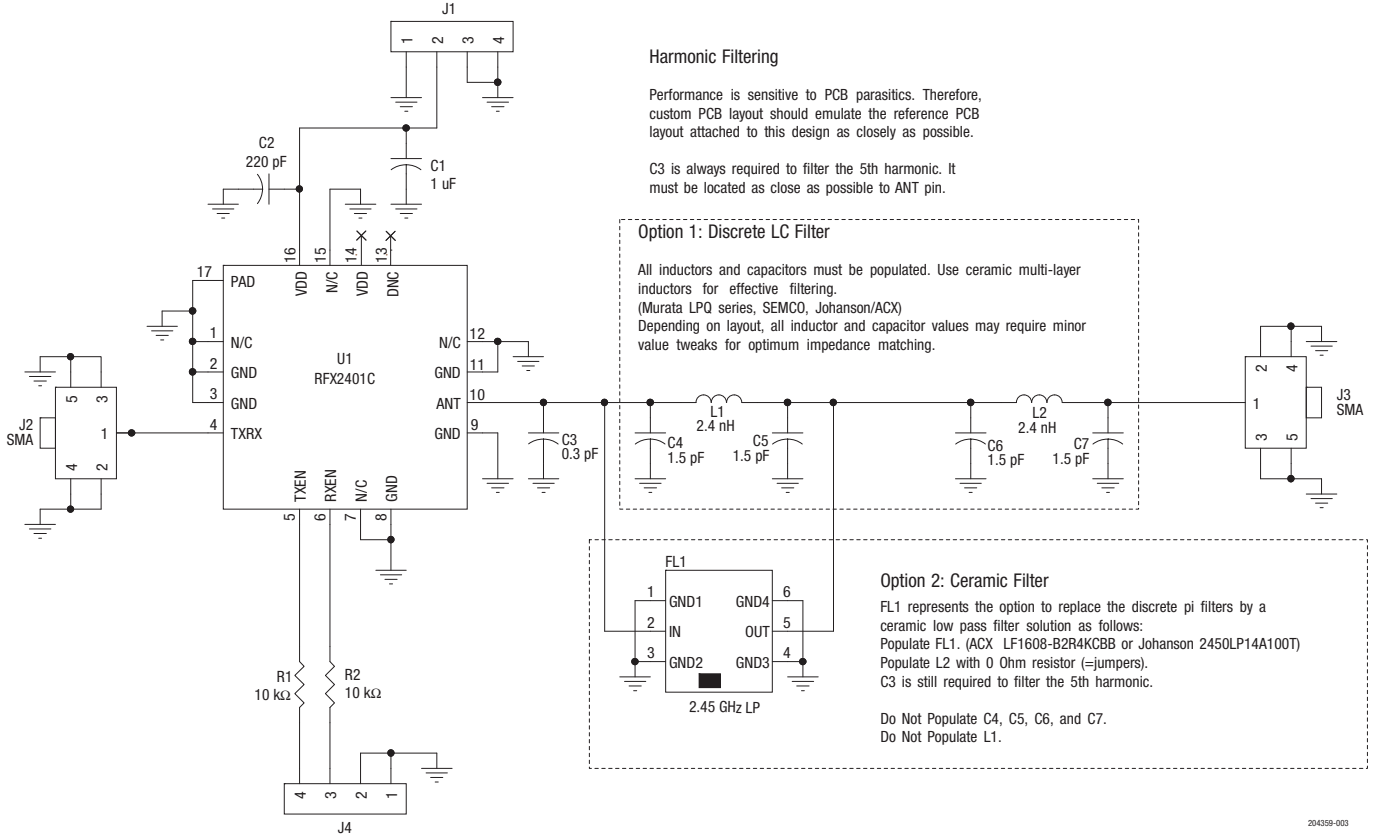 J1
1 2 3 4
Harmonic Filtering
Performance is sensitive to PCB parasitics. Therefore,
custom PCB layout should emulate the reference PCB
layout attached to this design as closely as possible.
C3 is always required to filter the 5th harmonic. It
must be located as close as possible to ANT pin.
C2
220 pF
C1
1 uF
16 15 14 13
VDD N/C VDD DNC
17 PAD
1 N/C
2 GND
3 GND
4 TXRX
U1
RFX2401C
N/C 12
GND 11
ANT 10
GND 9
TXEN RXEN N/C GND
5 6 7 8
J2
SMA
5 3
1
4 2
Option 1: Discrete LC Filter
All inductors and capacitors must be populated. Use ceramic multi-layer
inductors for effective filtering.
(Murata LPQ series, SEMCO, Johanson/ACX)
Depending on layout, all inductor and capacitor values may require minor
value tweaks for optimum impedance matching.
C3
0.3 pF
C4
1.5 pF
L1
2.4 nH
C5
1.5 pF
C6
1.5 pF
L2
2.4 nH
C7
1.5 pF
2 4
1
3 5
J3
SMA
FL1
1 GND1
2 IN
3 GND2
GND4 6
OUT 5
GND3 4
2.45 GHz LP
Option 2: Ceramic Filter
FL1 represents the option to replace the discrete pi filters by a
ceramic low pass filter solution as follows:
Populate FL1. (ACX LF1608-B2R4KCBB or Johanson 2450LP14A100T)
Populate L2 with 0 Ohm resistor (=jumpers).
C3 is still required to filter the 5th harmonic.
Do Not Populate C4, C5, C6, and C7.
Do Not Populate L1.
R1
10 kΩ
R2
10 kΩ
4 3 2 1
J4
204359-003